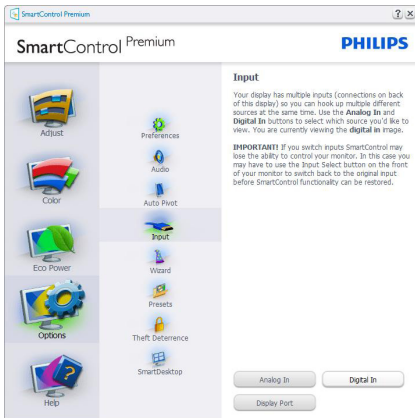 SmartControl Premium
SmartControl Premium
PHILIPS
Adjust
Color
Eco Power
Options
Help
Preferences
Audio
Auto Pivot
Input
Wizard
Presets
Theft Deterrence
SmartDesktop
Input
Your display has multiple inputs (connections on back
of this display) so you can hook up multiple different
sources at the same time. Use the Analog In and
Digital In buttons to select which source you'd like to
view. You are currently viewing the digital in image.
IMPORTANT! If you switch inputs SmartControl may
lose the ability to control your monitor. In this case you
may have to use the Input Select button on the front
of your monitor to switch back to the original input
before SmartControl functionality can be restored.
Analog In
Digital In
Display Port